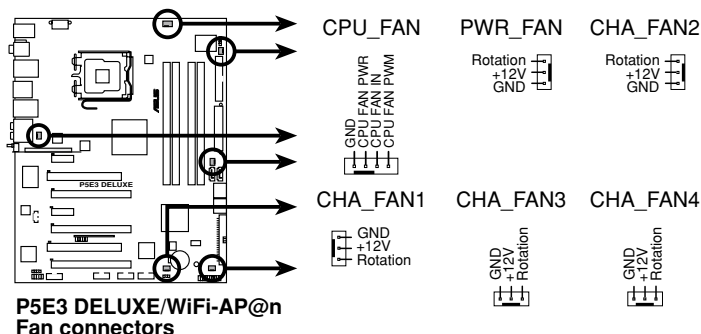 CPU_FAN
GND
CPU FAN PWR
CPU FAN IN
CPU FAN PWM
PWR_FAN
Rotation
+12V
GND
CHA_FAN2
Rotation
+12V
GND
CHA_FAN1
GND
+12V
Rotation
CHA_FAN3
GND
+12V
Rotation
CHA_FAN4
GND
+12V
Rotation
/SUS
P5E3 DELUXE
P5E3 DELUXE/WiFi-AP@n
Fan connectors